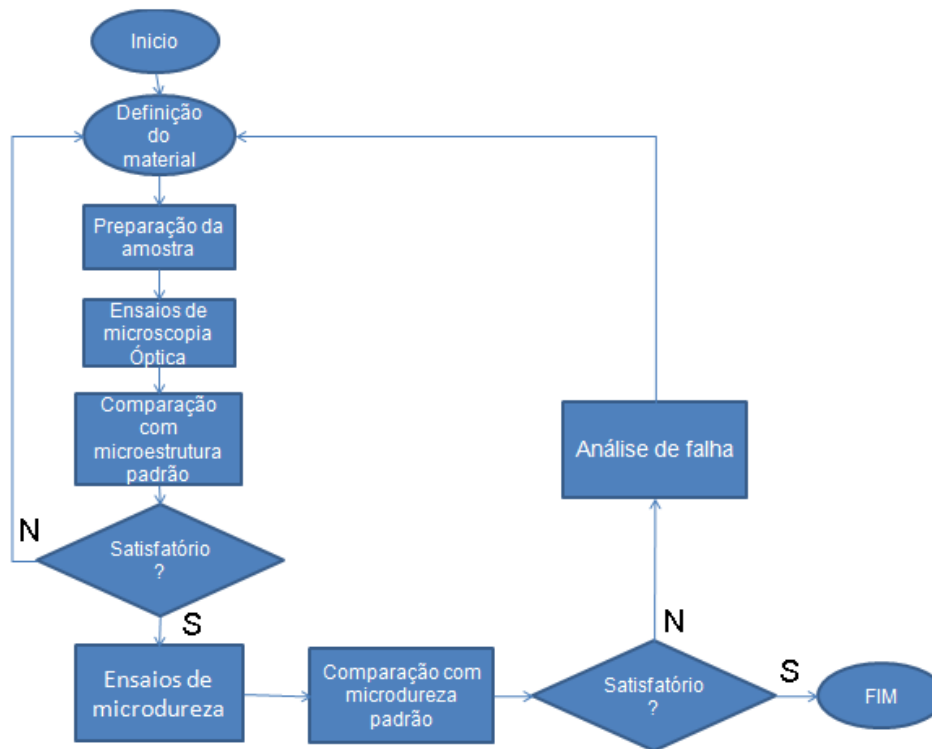 Inicio
Definição
do
material
Preparação da
amostra
Ensaios de
microscopia
Óptica
Comparação
com
microestrutura
padrão
N
Satisfatório
?
S
Ensaios de
microdureza
Comparação com
microdureza
padrão
Satisfatório
?
N
Análise de falha
S
FIM